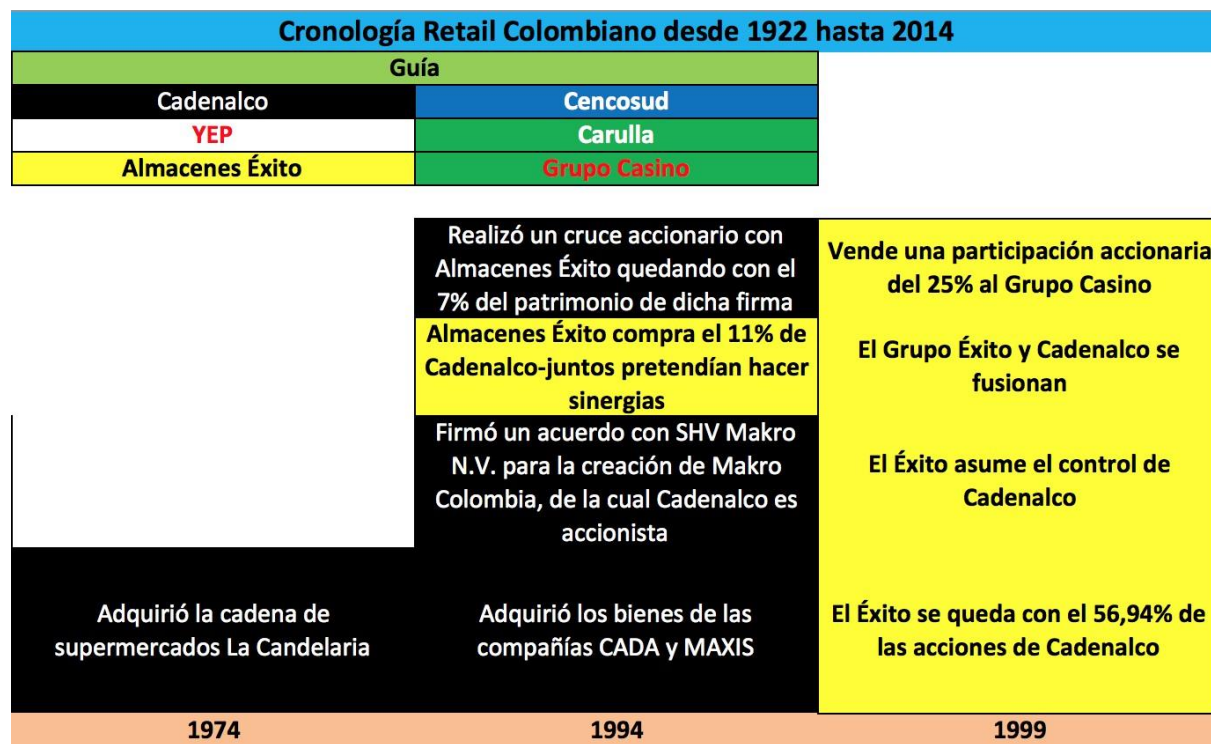 Cronología Retail Colombiano desde 1922 hasta 2014
Guía
Cadenalco
Cencosud
YEP
Carulla
Almacenes Éxito
Grupo Casino
Realizó un cruce accionario con
Almacenes Éxito quedando con el
7% del patrimonio de dicha firma
Vende una participación accionaria
del 25% al Grupo Casino
Almacenes Éxito compra el 11% de
Cadenalco-juntos pretendían hacer
sinergias
El Grupo Éxito y Cadenalco se
fusionan
Firmó un acuerdo con SHV Makro
N.V. para la creación de Makro
Colombia, de la cual Cadenalco es
accionista
El Éxito asume el control de
Cadenalco
Adquirió la cadena de
supermercados La Candelaria
Adquirió los bienes de las
compañías CADA y MAXIS
El Éxito se queda con el 56,94% de
las acciones de Cadenalco
1974
1994
1999